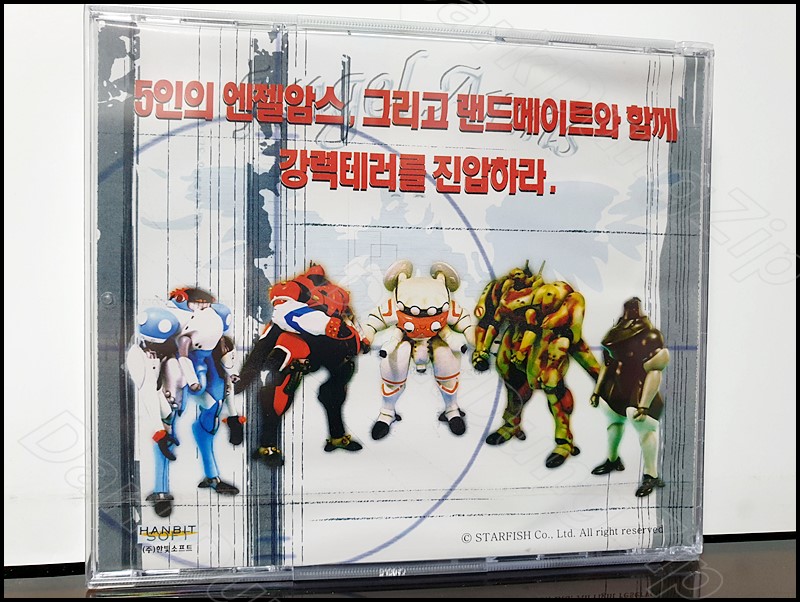 Angel Arms
5인의 엔젤암스, 그리고 랜드메이트와 함께
강력테러를 진압하라.
HANBIT
SOFT
(주)한빛소프트
© STARFISH Co., Ltd. All right reserved